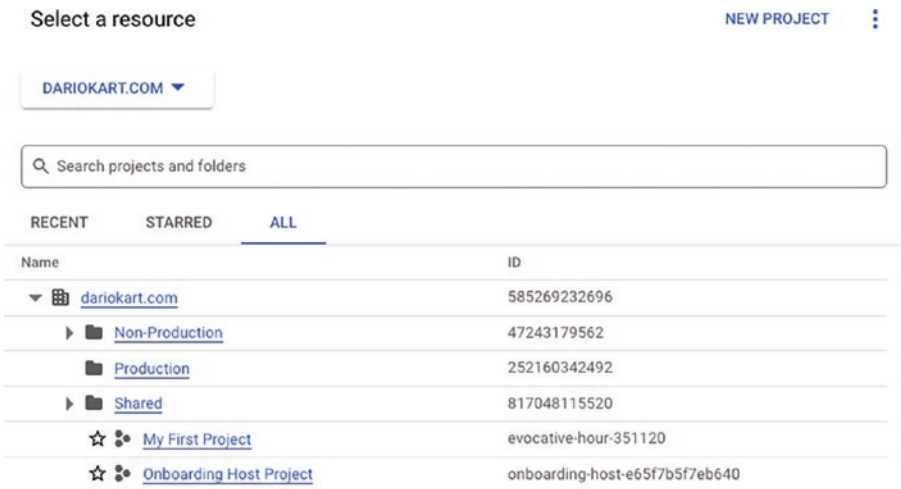 Select a resource NEW PROJECT
DARIOKART.COM
Search projects and folders
RECENT STARRED ALL
Name ID
dariokart.com 585269232696
Non-Production 47243179562
Production 252160342492
Shared 817048115520
My First Project evocative-hour-351120
Onboarding Host Project onboarding-host-e65f7b5f7eb640